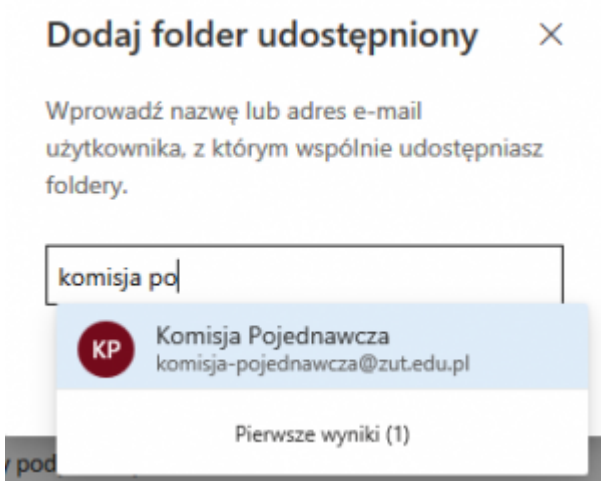 Dodaj folder udostępniony
Wprowadź nazwę lub adres e-mail
użytkownika, z którym wspólnie udostępniasz
foldery.
komisja po
KP
Komisja Pojednawcza
komisja-pojednawcza@zut.edu.pl
Pierwsze wyniki (1)